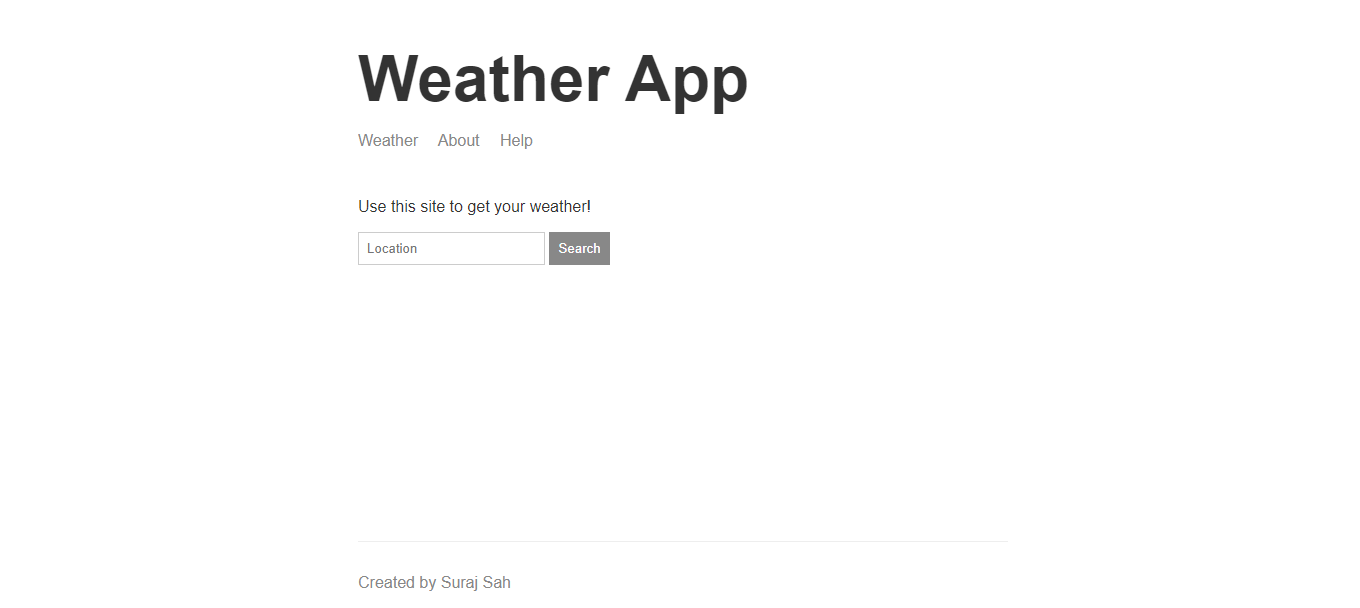 Weather App
Weather About Help
Use this site to get your weather!
Location Search
Created by Suraj Sah